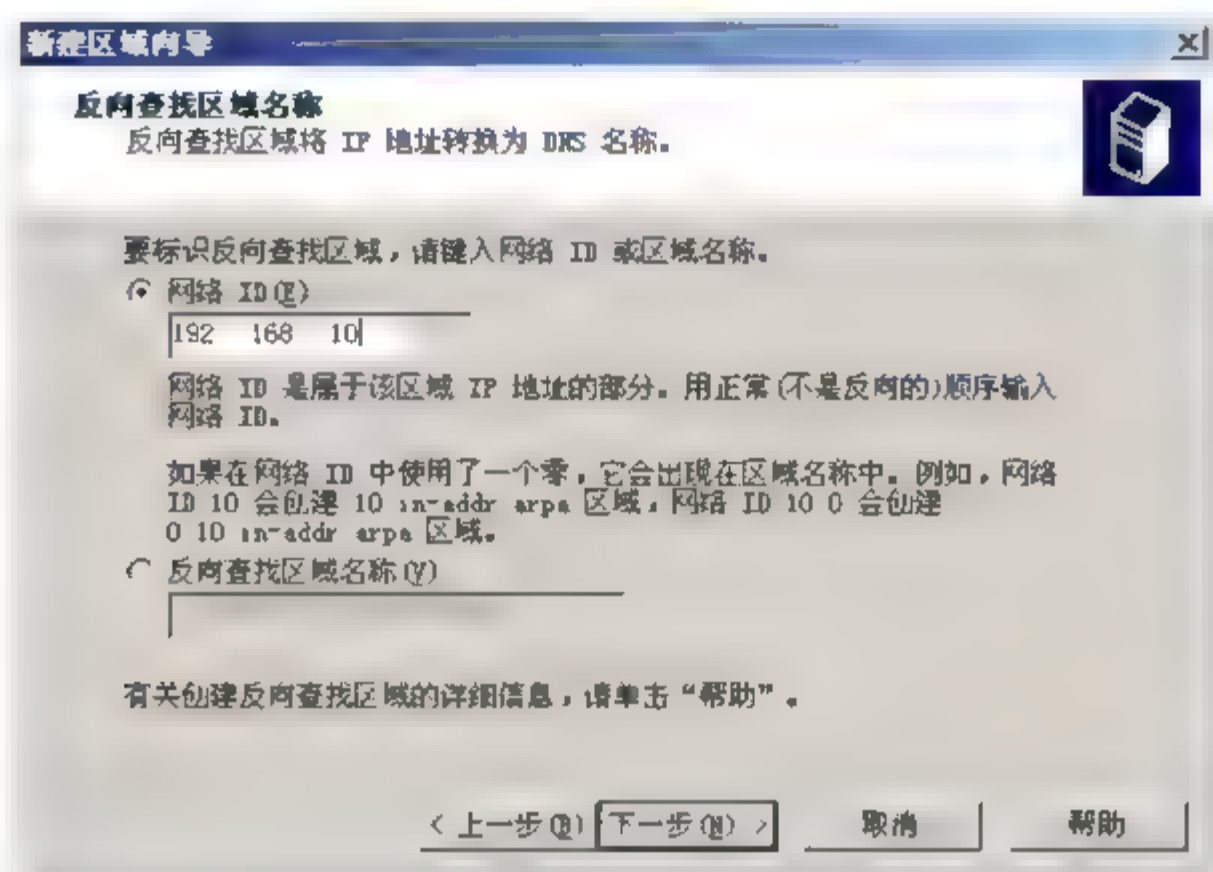 新建区域向导
反向查找区域名称
反向查找区域将 IP 地址转换为 DNS 名称。
要标识反向查找区域，请键入网络 ID 或区域名称。
网络 ID(E)
192 168 10
网络 ID 是属于该区域 IP 地址的部分。用正常(不是反向的)顺序输入
网络 ID。
如果在网络 ID 中使用了一个零，它会出现在区域名称中。例如，网络
ID 10 会创建 10 in-addr arpa 区域，网络 ID 10 0 会创建
0 10 in-addr arpa 区域。
反向查找区域名称(V)
有关创建反向查找区域的详细信息，请单击“帮助”。
< 上一步(B) 下一步(N) > 取消 帮助